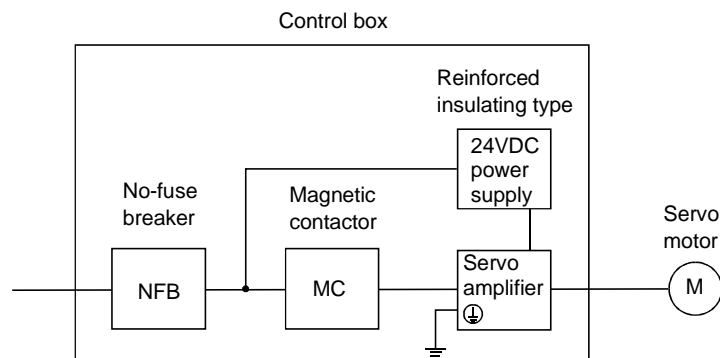 Control box
Reinforced
insulating type
24VDC
power
supply
No-fuse
breaker
Magnetic
contactor
Servo
motor
NFB
MC
Servo
amplifier
M